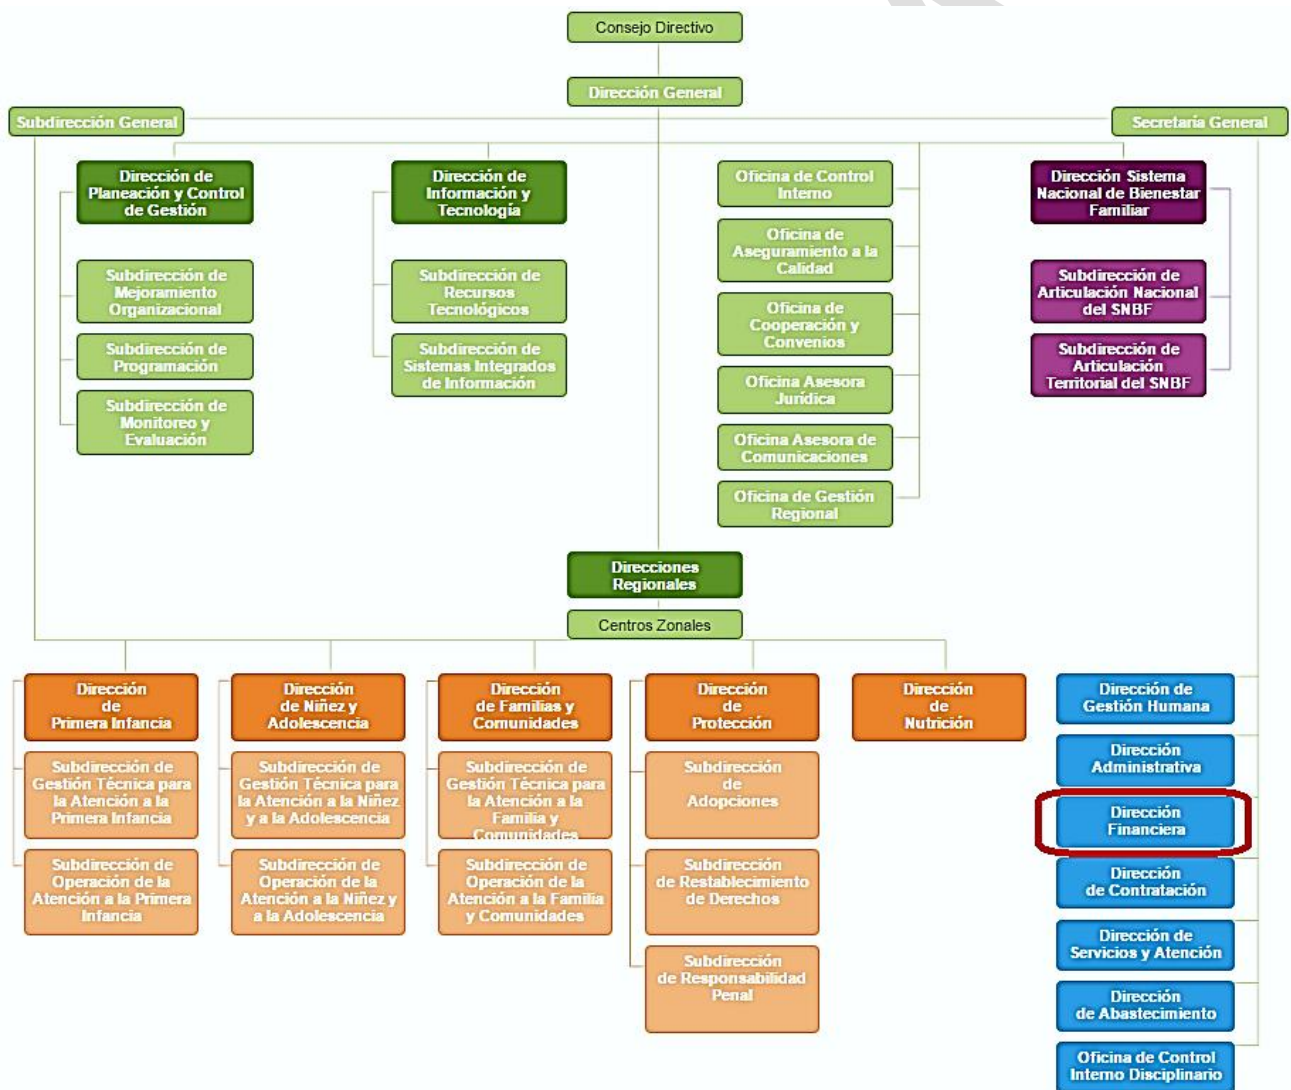 Consejo Directivo
Dirección General
Subdirección General
Secretaría General
Dirección de
Planeación y Control
de Gestión
Subdirección de
Mejoramiento
Organizacional
Subdirección de
Programación
Subdirección de
Monitoreo y
Evaluación
Dirección de
Información y
Tecnología
Subdirección de
Recursos
Tecnológicos
Subdirección de
Sistemas Integrados
de Información
Oficina de Control
Interno
Oficina de
Aseguramiento a la
Calidad
Oficina de
Cooperación y
Convenios
Oficina Asesora
Jurídica
Oficina Asesora de
Comunicaciones
Oficina de Gestión
Regional
Dirección Sistema
Nacional de Bienestar
Familiar
Subdirección de
Articulación Nacional
del SNBF
Subdirección de
Articulación
Territorial del SNBF
Direcciones
Regionales
Centros Zonales
Dirección
de
Primera Infancia
Subdirección de
Gestión Técnica para
la Atención a la
Primera Infancia
Subdirección de
Operación de la
Atención a la Primera
Infancia
Dirección
de Niñez y
Adolescencia
Subdirección de
Gestión Técnica para
la Atención a la Niñez
y a la Adolescencia
Subdirección de
Operación de la
Atención a la Niñez y
a la Adolescencia
Dirección
de Familias y
Comunidades
Subdirección de
Gestión Técnica para
la Atención a la
Familia y
Comunidades
Subdirección de
Operación de la
Atención a la Familia
y Comunidades
Dirección
de
Protección
Subdirección
de
Adopciones
Subdirección
de Restablecimiento
de Derechos
Subdirección
de Responsabilidad
Penal
Dirección
de
Nutrición
Dirección de
Gestión Humana
Dirección
Administrativa
Dirección
Financiera
Dirección
de Contratación
Dirección de
Servicios y Atención
Dirección
de Abastecimiento
Oficina de Control
Interno Disciplinario